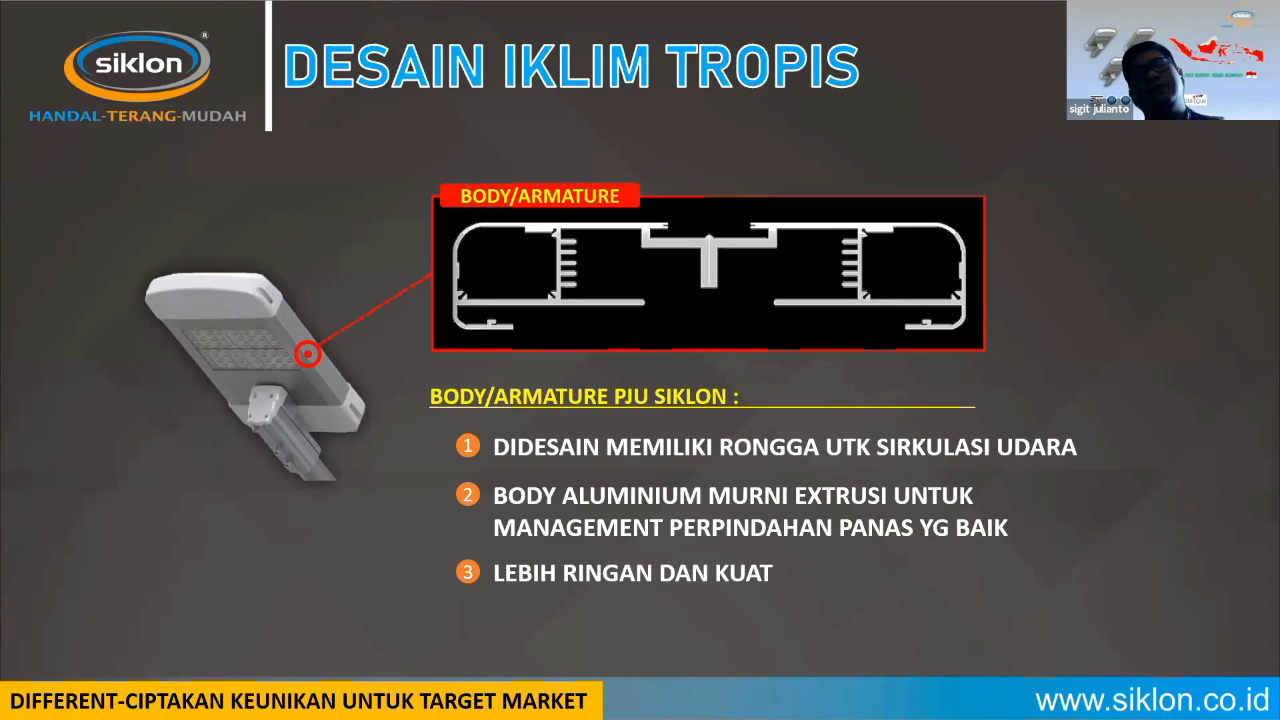 siklon®
HANDAL-TERANG-MUDAH
DESAIN IKLIM TROPIS
sigit julianto
BODY/ARMATURE
BODY/ARMATURE PJU SIKLON :
1 DIDESAIN MEMILIKI RONGGA UTK SIRKULASI UDARA
2 BODY ALUMINIUM MURNI EXTRUSI UNTUK
MANAGEMENT PERPINDAHAN PANAS YG BAIK
3 LEBIH RINGAN DAN KUAT
DIFFERENT-CIPTAKAN KEUNIKAN UNTUK TARGET MARKET
www.siklon.co.id